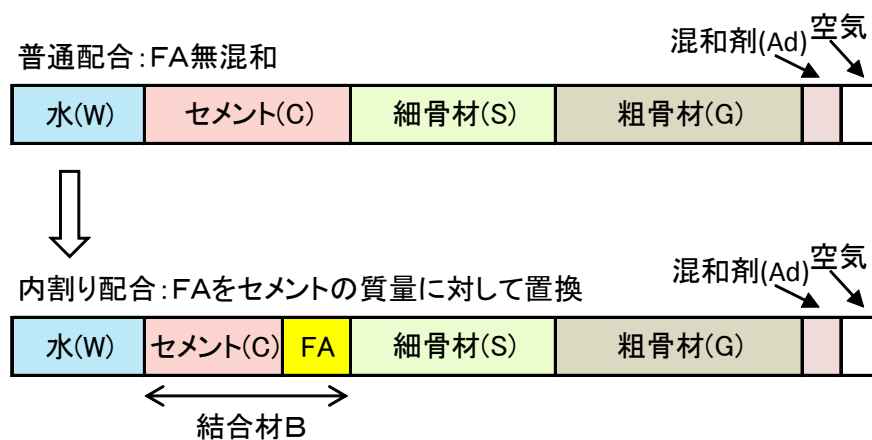 普通配合:FA無混和
混和剤(Ad)
空気
水(W)
セメント(C)
細骨材(S)
粗骨材(G)
内割り配合:FAをセメントの質量に対して置換
混和剤(Ad)
空気
水(W)
セメント(C)
FA
細骨材(S)
粗骨材(G)
結合材B